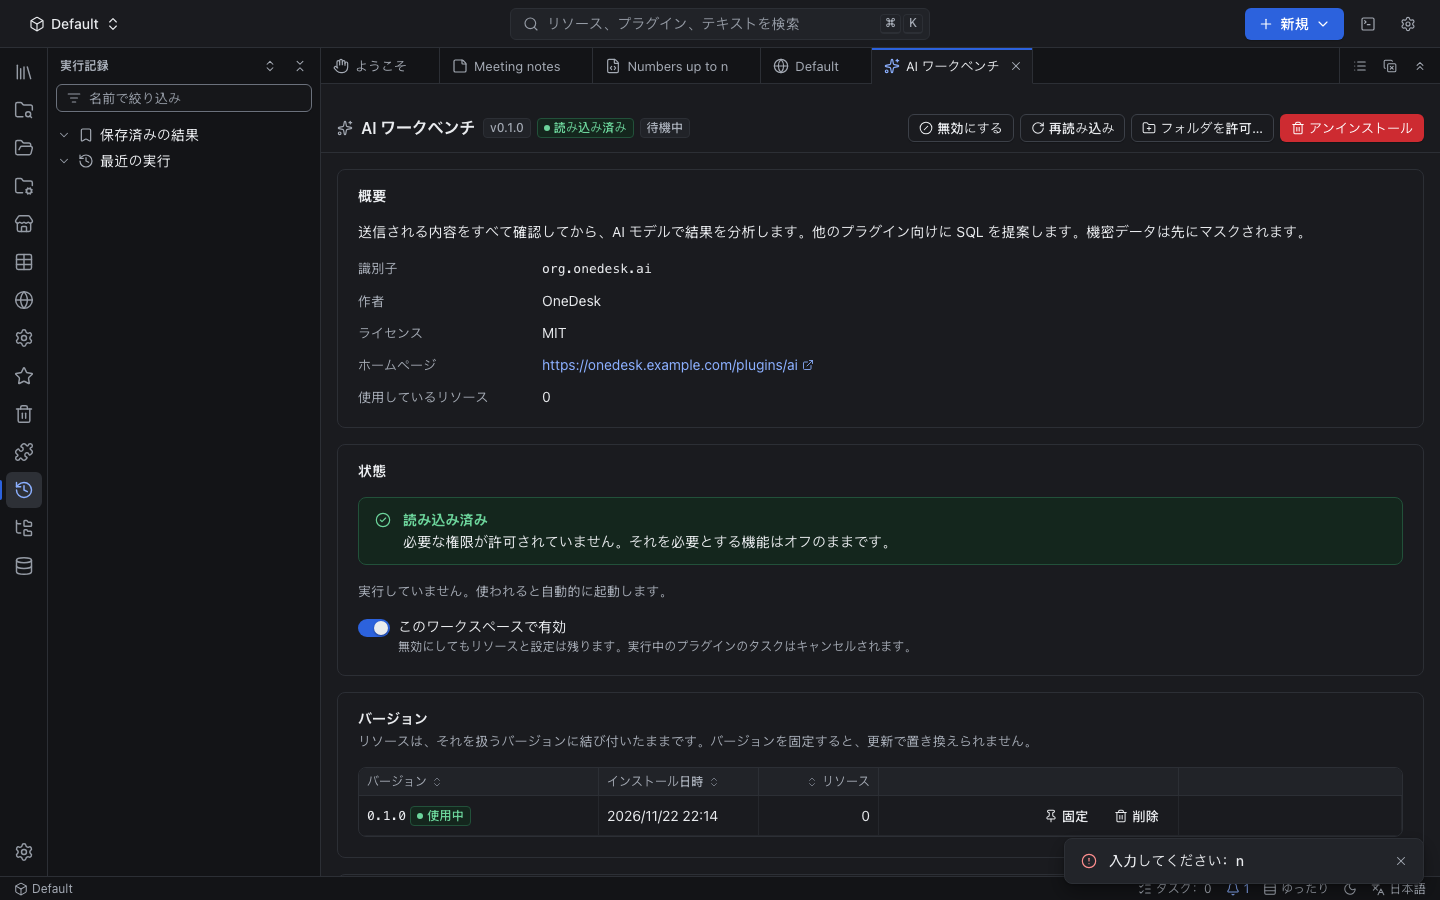 Default
リソース、プラグイン、テキストを検索
⌘ K
新規
実行記録
名前で絞り込み
保存済みの結果
最近の実行
ようこそ
Meeting notes
Numbers up to n
Default
AI ワークベンチ
AI ワークベンチ v0.1.0 読み込み済み 待機中
無効にする
再読み込み
フォルダを許可...
アンインストール
概要
送信される内容をすべて確認してから、AI モデルで結果を分析します。他のプラグイン向けに SQL を提案します。機密データは先にマスクされます。
識別子 org.onedesk.ai
作者 OneDesk
ライセンス MIT
ホームページ https://onedesk.example.com/plugins/ai
使用しているリソース 0
状態
読み込み済み
必要な権限が許可されていません。それを必要とする機能はオフのままです。
実行していません。使われると自動的に起動します。
このワークスペースで有効
無効にしてもリソースと設定は残ります。実行中のプラグインのタスクはキャンセルされます。
バージョン
リソースは、それを扱うバージョンに結び付いたままです。バージョンを固定すると、更新で置き換えられません。
バージョン インストール日時 リソース
0.1.0 使用中 2026/11/22 22:14 0 固定 削除
入力してください: n
Default
タスク: 0 1 ゆったり 日本語